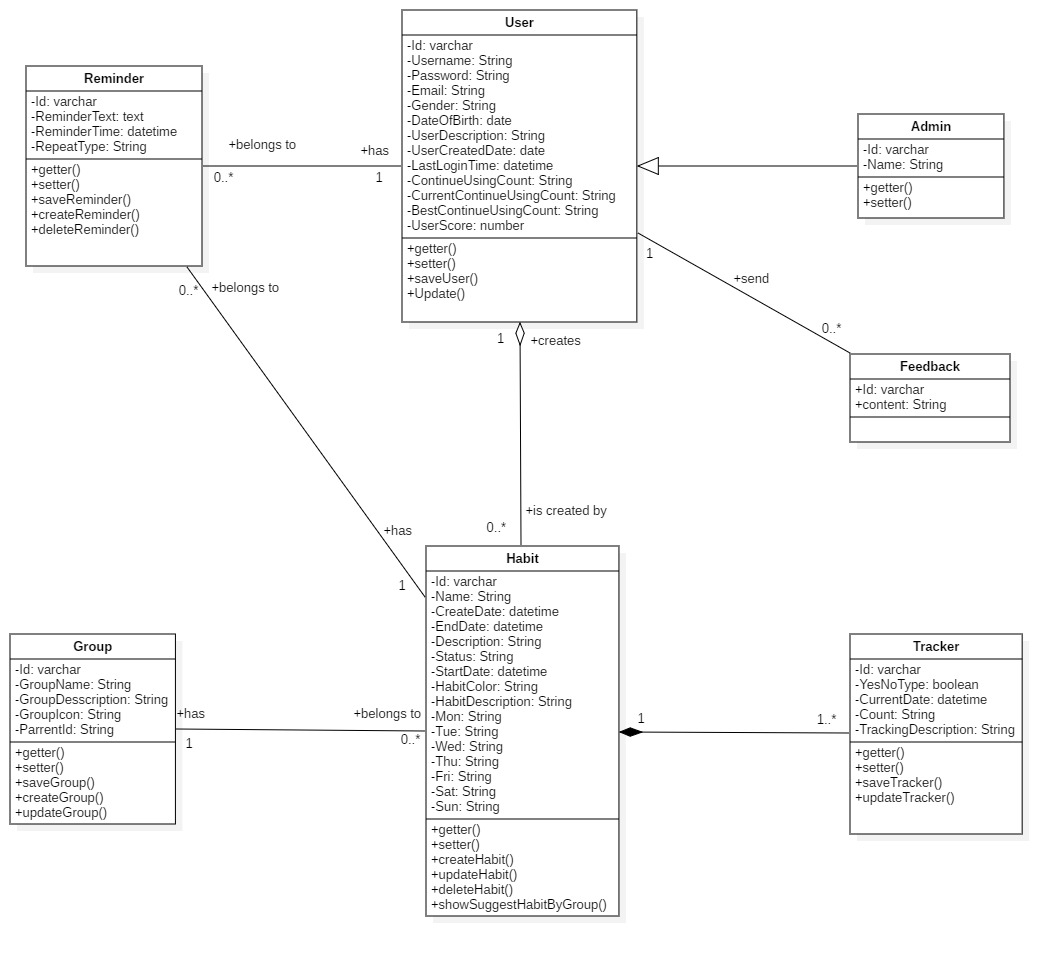 User
-Id: varchar
-Username: String
-Password: String
-Email: String
-Gender: String
-DateOfBirth: date
-UserDescription: String
-UserCreatedDate: date
-LastLoginTime: datetime
-ContinueUsingCount: String
-CurrentContinueUsingCount: String
-BestContinueUsingCount: String
-UserScore: number
+getter()
+setter()
+saveUser()
+Update()
Reminder
-Id: varchar
-ReminderText: text
-ReminderTime: datetime
-RepeatType: String
+getter()
+setter()
+saveReminder()
+createReminder()
+deleteReminder()
+belongs to
+has
0..*
1
Admin
-Id: varchar
-Name: String
+getter()
+setter()
1
+send
0..*
Feedback
+Id: varchar
+content: String
0..*
+belongs to
+has
1
1
+creates
+is created by
0..*
Habit
-Id: varchar
-Name: String
-CreateDate: datetime
-EndDate: datetime
-Description: String
-Status: String
-StartDate: datetime
-HabitColor: String
-HabitDescription: String
-Mon: String
-Tue: String
-Wed: String
-Thu: String
-Fri: String
-Sat: String
-Sun: String
+getter()
+setter()
+createHabit()
+updateHabit()
+deleteHabit()
+showSuggestHabitByGroup()
Group
-Id: varchar
-GroupName: String
-GroupDesscription: String
-GroupIcon: String
-ParentId: String
+getter()
+setter()
+saveGroup()
+createGroup()
+updateGroup()
+has
+belongs to
1
0..*
1
1..*
Tracker
-Id: varchar
-YesNoType: boolean
-CurrentDate: datetime
-Count: String
-TrackingDescription: String
+getter()
+setter()
+saveTracker()
+updateTracker()